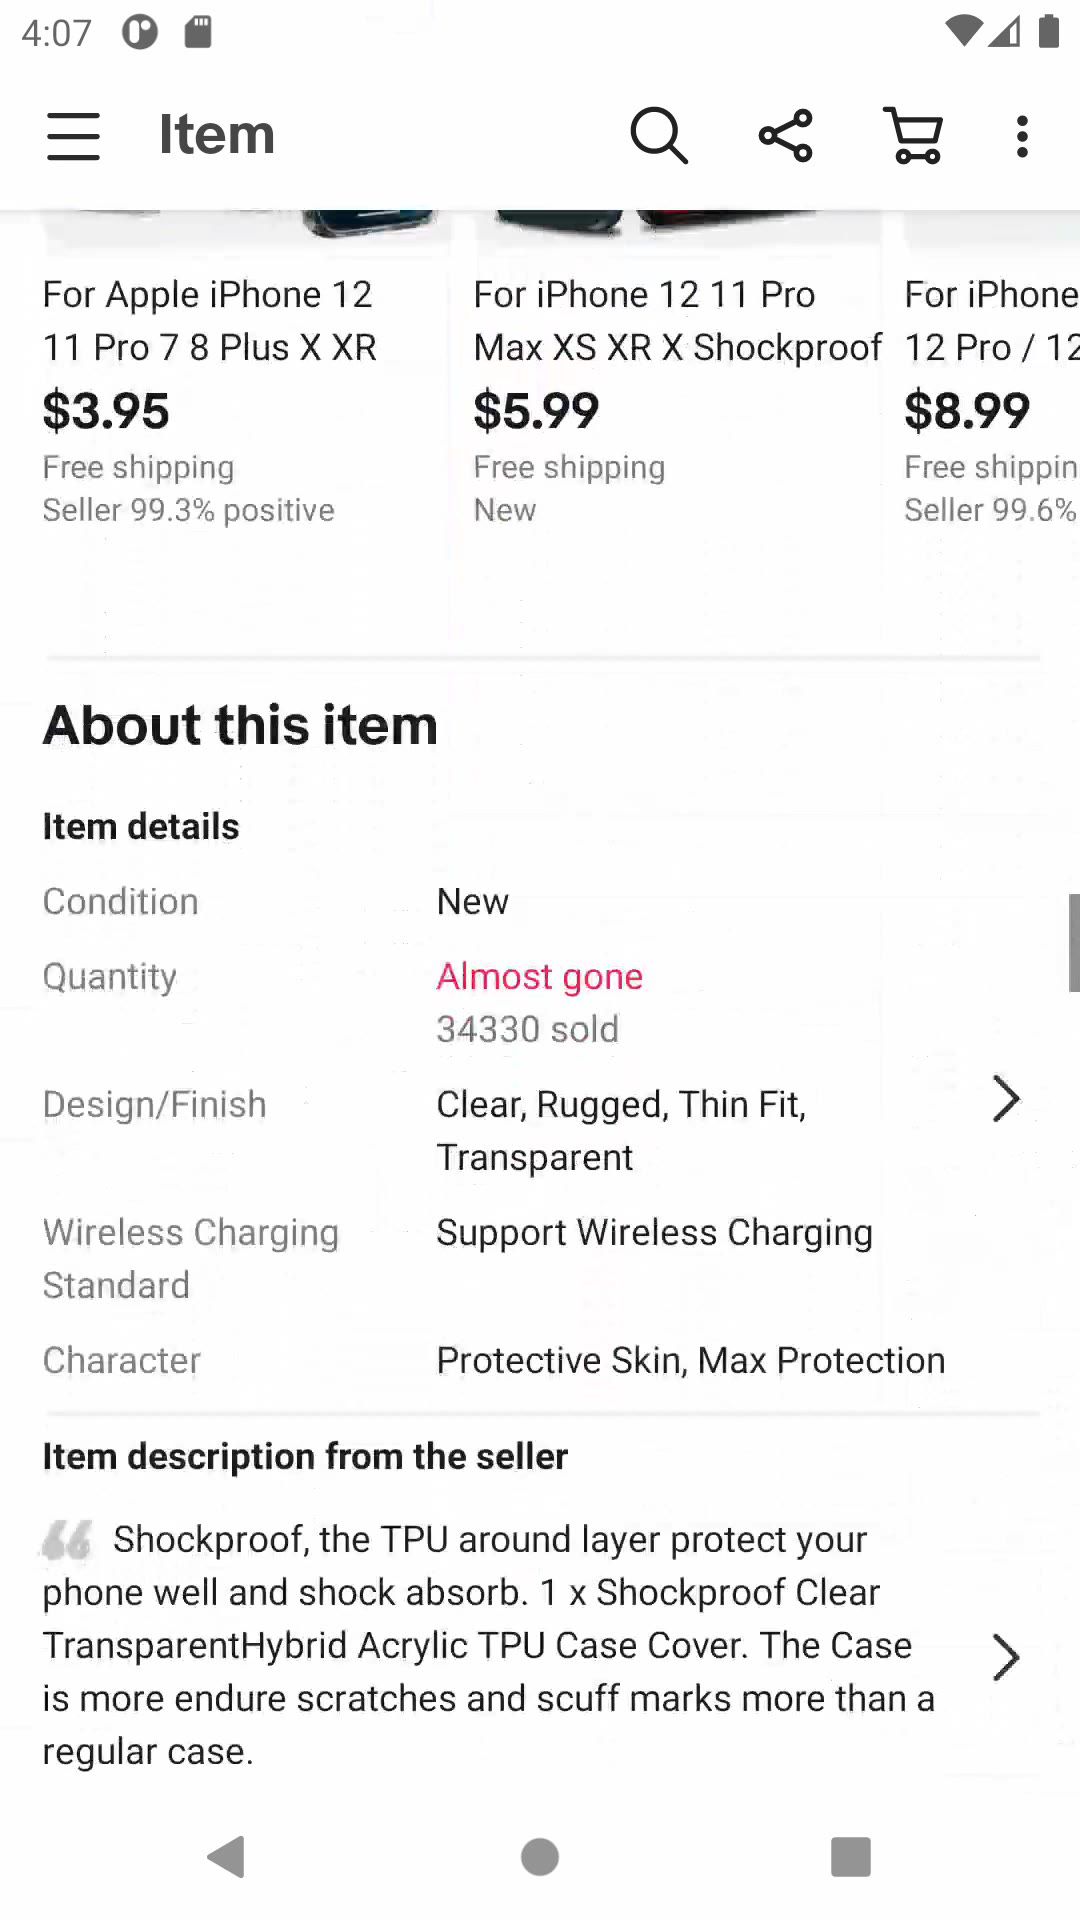 4:07
Item
For Apple iPhone 12
11 Pro 7 8 Plus X XR
$3.95
Free shipping
Seller 99.3% positive
For iPhone 12 11 Pro
Max XS XR X Shockproof
$5.99
Free shipping
New
For iPhone
12 Pro / 12
$8.99
Free shippin
Seller 99.6%
About this item
Item details
Condition New
Quantity Almost gone
34330 sold
Design/Finish Clear, Rugged, Thin Fit,
Transparent
Wireless Charging Support Wireless Charging
Standard
Character Protective Skin, Max Protection
Item description from the seller
Shockproof, the TPU around layer protect your
phone well and shock absorb. 1 x Shockproof Clear
TransparentHybrid Acrylic TPU Case Cover. The Case
is more endure scratches and scuff marks more than a
regular case.